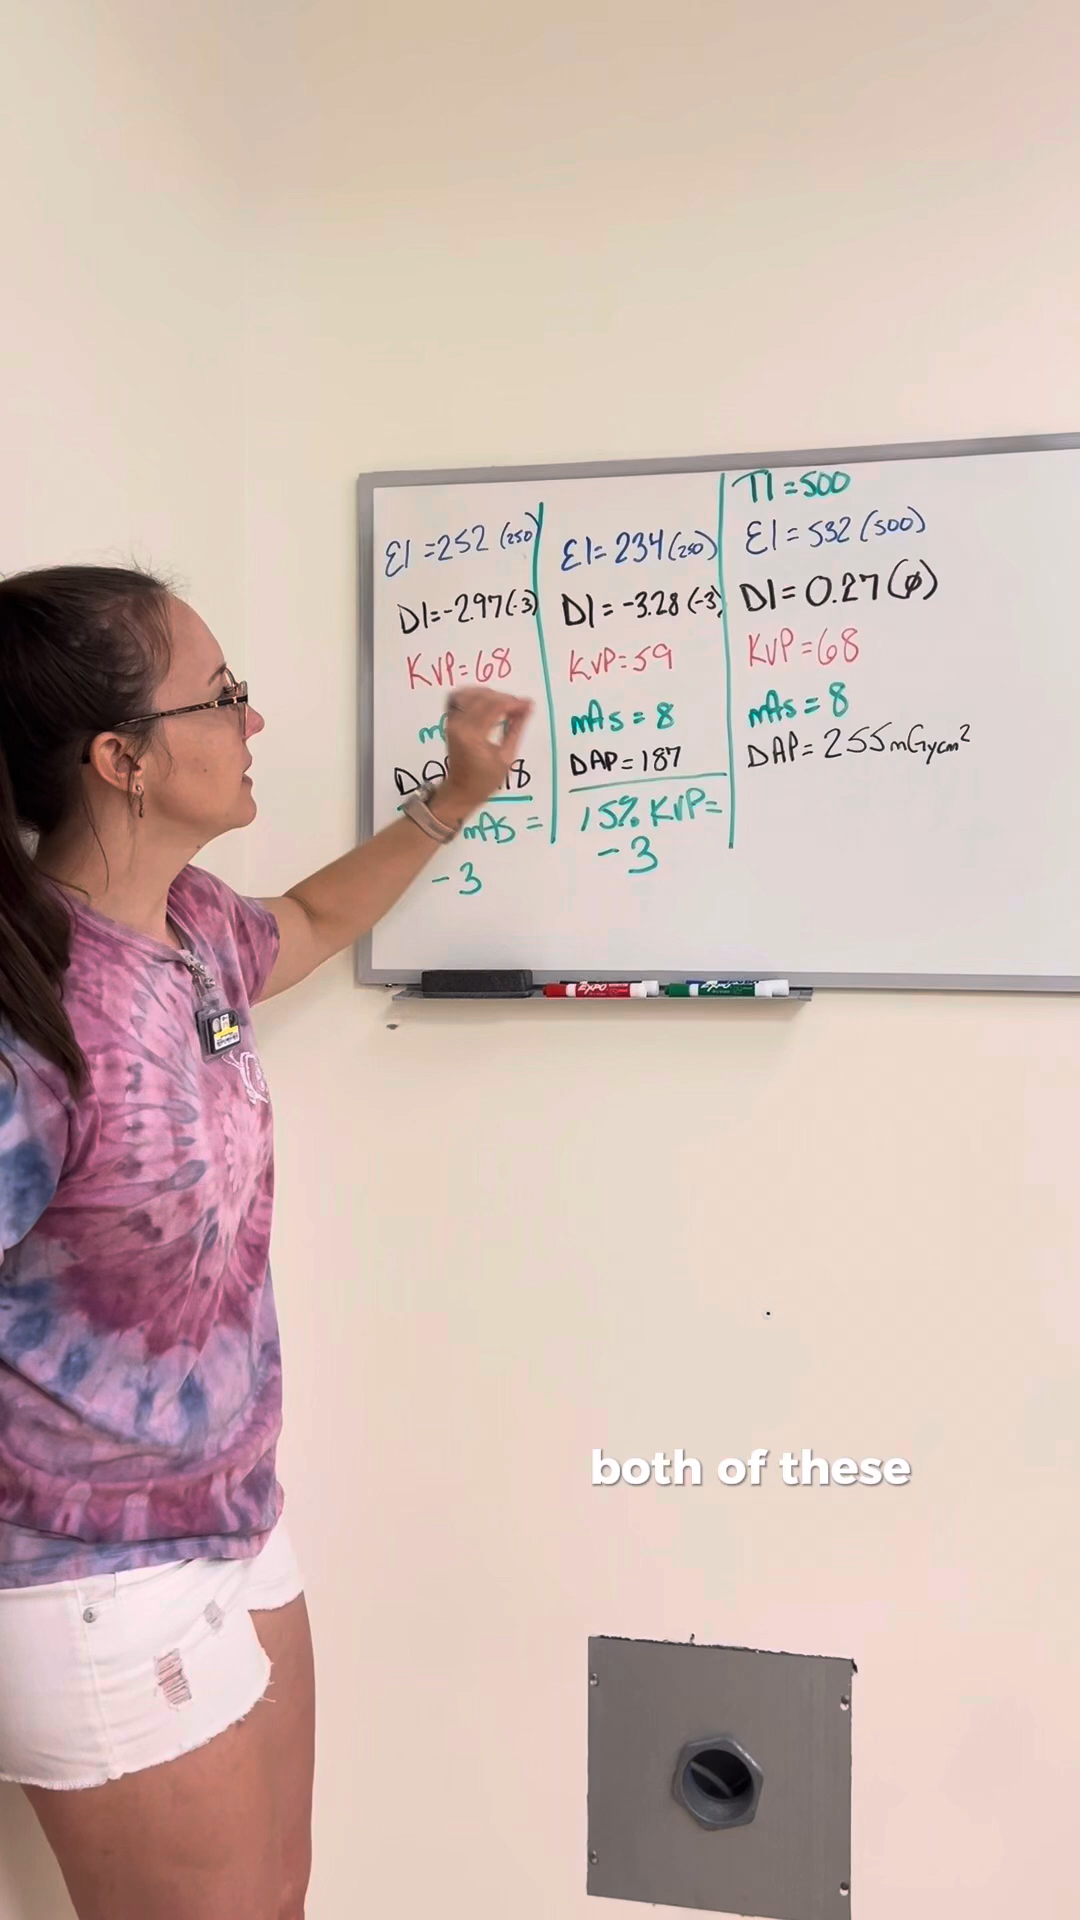 EI = 252 (250)
DI = -2.97 (-3)
KVP = 68
mAs =
-3
EI = 234 (250)
DI = -3.28 (-3)
KVP = 59
mAs = 8
DAP = 187
15% KVP =
-3
TI = 500
EI = 532 (500)
DI = 0.27 (ø)
KVP = 68
mAs = 8
DAP = 255 mGycm²
EXPO
EXPO
both of these